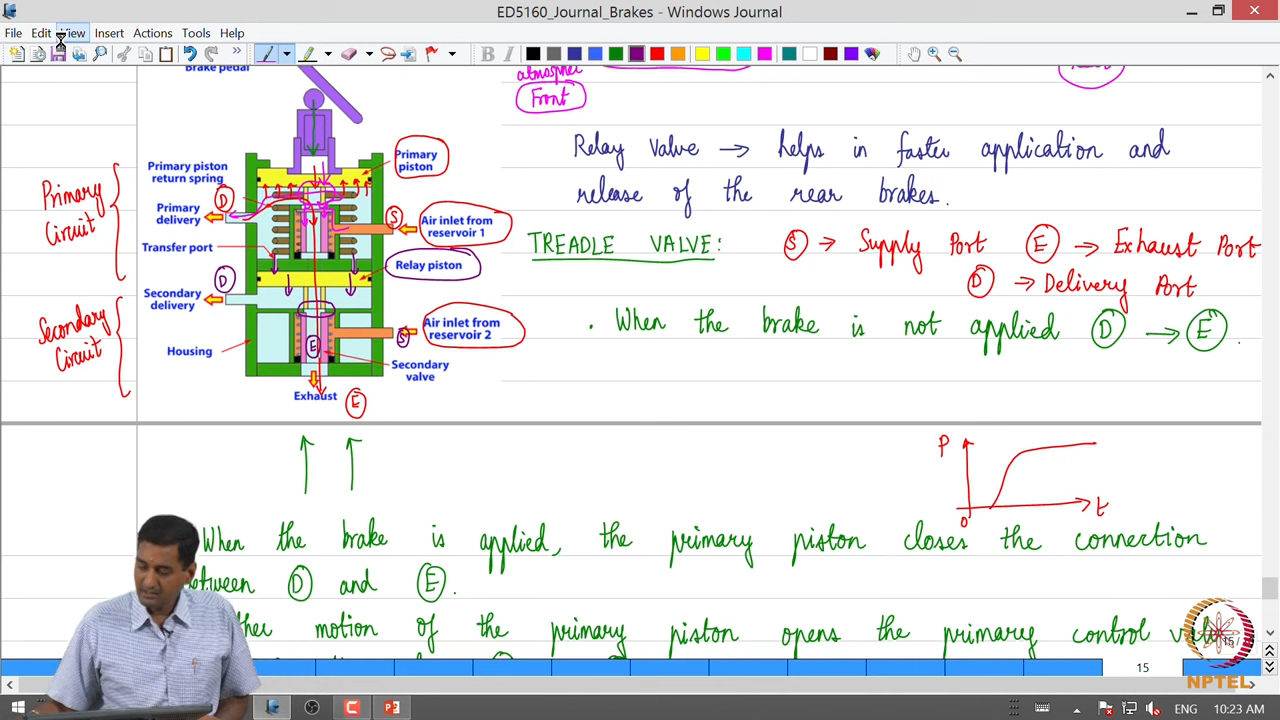 ED5160_Journal_Brakes - Windows Journal
File Edit View Insert Actions Tools Help
B I
Brake pedal
Primary piston return spring
Primary delivery
Transfer port
Secondary delivery
Housing
Exhaust E
Primary piston
Air inlet from reservoir 1
Relay piston
Air inlet from reservoir 2
Secondary valve
D
S
D
S
E
Primary Circuit
Secondary Circuit
atmospher
Front
Relay Valve → helps in faster application and
release of the rear brakes.
TREADLE VALVE: S → Supply Port E → Exhaust Port
D → Delivery Port
. When the brake is not applied D → E .
P
0
t
When the brake is applied, the primary piston closes the connection
between D and E .
motion of the primary piston opens the primary control
15
NPTEL
ENG 10:23 AM